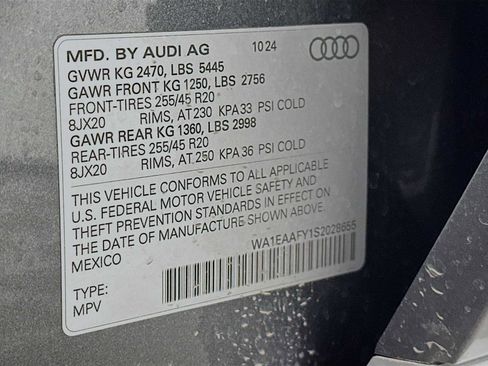 MFD. BY AUDI AG 10 24
GVWR KG 2470, LBS 5445
GAWR FRONT KG 1250, LBS 2756
FRONT-TIRES 255/45 R20
8JX20 RIMS, AT 230 KPA 33 PSI COLD
GAWR REAR KG 1360, LBS 2998
REAR-TIRES 255/45 R20
8JX20 RIMS, AT 250 KPA 36 PSI COLD
THIS VEHICLE CONFORMS TO ALL APPLICABLE
U.S. FEDERAL MOTOR VEHICLE SAFETY AND
THEFT PREVENTION STANDARDS IN EFFECT ON
THE DATE OF MANUFACTURE SHOWN ABOVE
MEXICO
WA1EAAFY1S2028655
TYPE:
MPV